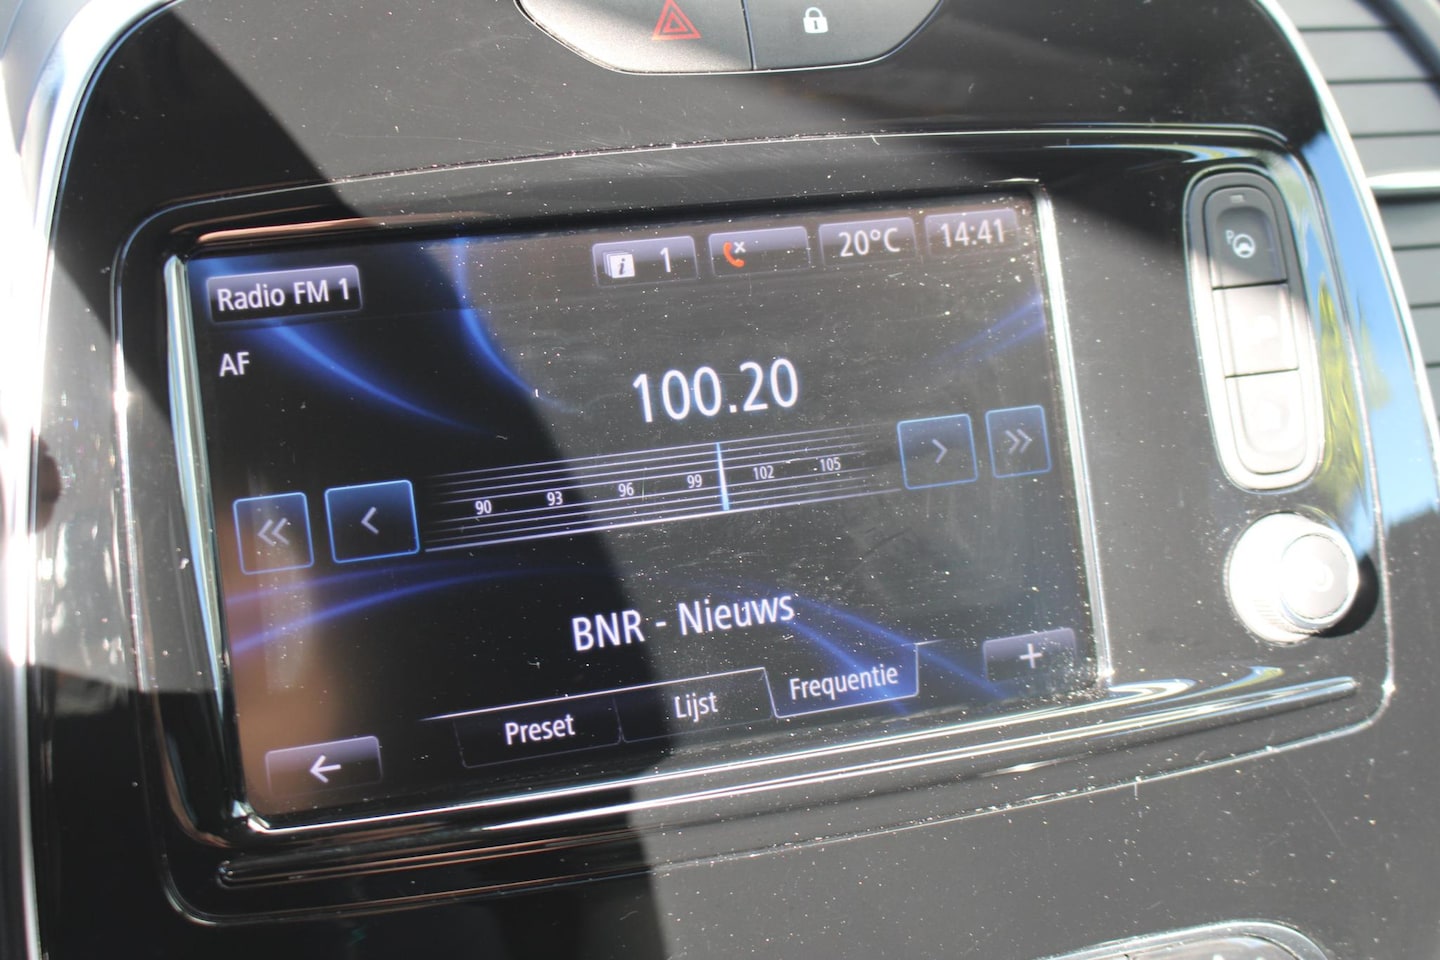 Radio FM 1
i 1
20°C
14:41
AF
100.20
90 93 96 99 102 105
BNR - Nieuws
Preset
Lijst
Frequentie
+
P